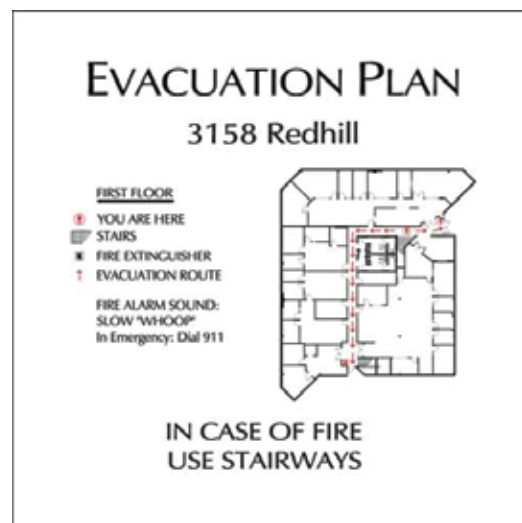 EVACUATION PLAN
3158 Redhill
FIRST FLOOR
YOU ARE HERE
STAIRS
FIRE EXTINGUISHER
EVACUATION ROUTE
FIRE ALARM SOUND:
SLOW "WHOOP"
In Emergency: Dial 911
IN CASE OF FIRE
USE STAIRWAYS